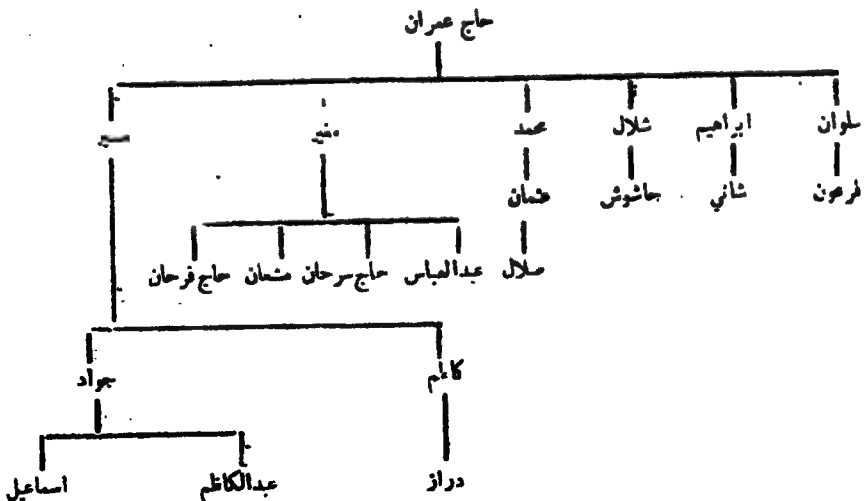 حاج عمران
سلوان ابراهيم شلال محمد
فرعون شاني جاشوش عثمان
صلال عبدالعباس حاج سرحان مشعان حاج فرحان
كاظم جواد
دراز عبدالكاظم اسماعيل